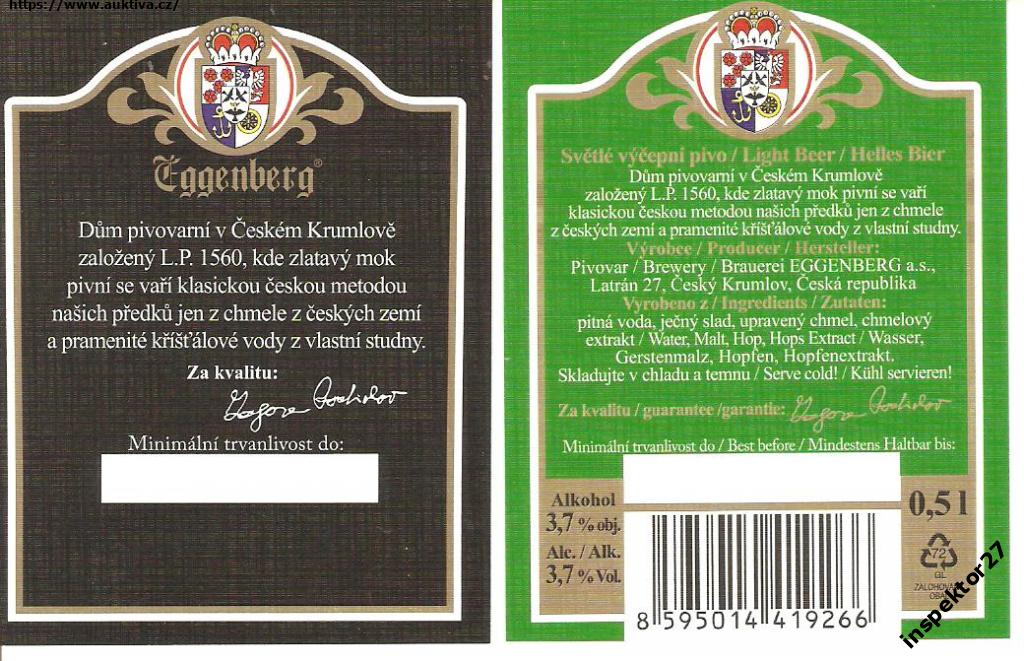 https://www.auktiva.cz/
Eggenberg®
Dům pivovarní v Českém Krumlově
založený L.P. 1560, kde zlatavý mok
pivní se vaří klasickou českou metodou
našich předků jen z chmele z českých zemí
a pramenité kříšťálové vody z vlastní studny.
Za kvalitu:
Minimální trvanlivost do:
Světlé výčepní pivo / Light Beer / Helles Bier
Dům pivovarní v Českém Krumlově
založený L.P. 1560, kde zlatavý mok pivní se vaří
klasickou českou metodou našich předků jen z chmele
z českých zemí a pramenité kříšťálové vody z vlastní studny.
Výrobce / Producer / Hersteller:
Pivovar / Brewery / Brauerei EGGENBERG a.s.,
Latrán 27, Český Krumlov, Česká republika
Vyrobeno z / Ingredients / Zutaten:
pitná voda, ječný slad, upravený chmel, chmelový
extrakt / Water, Malt, Hop, Hops Extract / Wasser,
Gerstenmalz, Hopfen, Hopfenextrakt.
Skladujte v chladu a temnu / Serve cold! / Kühl servieren!
Za kvalitu / guarantee /garantie:
Minimální trvanlivost do / Best before / Mindestens Haltbar bis:
Alkohol
3,7 % obj.
Alc. / Alk.
3,7 % Vol.
0,5 l
72
GL
8 595014 419266
inspektor27